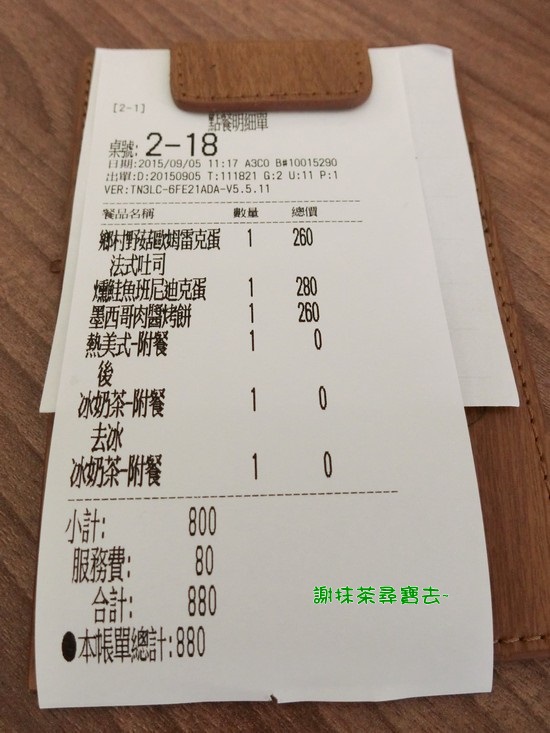 [2-1]
點餐明細單
桌號: 2-18
日期:2015/09/05 11:17 A3C0 B#10015290
出單:D:20150905 T:111821 G:2 U:11 P:1
VER:TN3LC-6FE21ADA-V5.5.11
餐品名稱 數量 總價
鄉村野菇歐姆雷克蛋 1 260
法式吐司
燻鮭魚班尼迪克蛋 1 280
墨西哥肉醬烤餅 1 260
熱美式-附餐 1 0
後
冰奶茶-附餐 1 0
去冰
冰奶茶-附餐 1 0
小計: 800
服務費: 80
合計: 880
●本帳單總計:880
謝抹茶尋寶去~